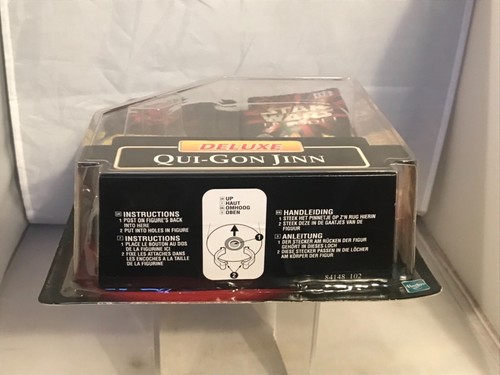 STAR
WARS
DELUXE
QUI-GON JINN
INSTRUCTIONS
1 POST ON FIGURE'S BACK
INTO HERE
2 PUT INTO HOLES IN FIGURE
INSTRUCTIONS
1 PLACE LE BOUTON AU DOS
DE LA FIGURINE ICI
2 FIXE LES ATTACHES DANS
LES ENCOCHES A LA TAILLE
DE LA FIGURINE
UP
HAUT
OMHOOG
OBEN
1
2
HANDLEIDING
1 STEEK HET PINNETJE OP Z'N RUG HIERIN
2 STEEK DEZE IN DE GAATJES VAN DE
FIGUUR
ANLEITUNG
1 DER STECKER AM RÜCKEN DER FIGUR
GEHÖRT IN DIESES LOCH
2 DIESE STECKER PASSEN IN DIE LÖCHER
AM KÖRPER DER FIGUR
84148 102
Hasbro